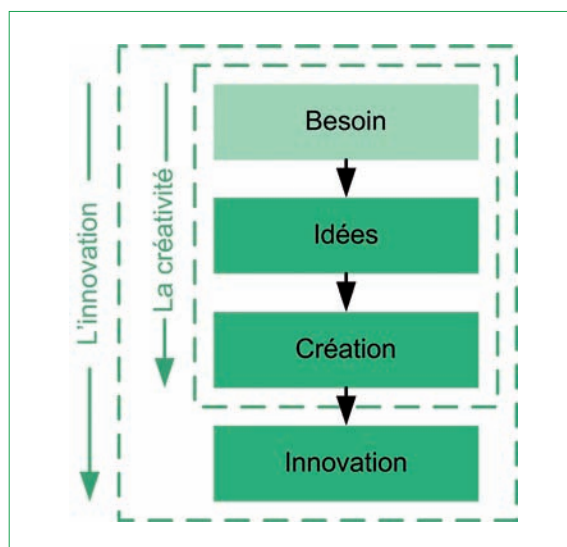 L'innovation
La créativité
Besoin
Idées
Création
Innovation